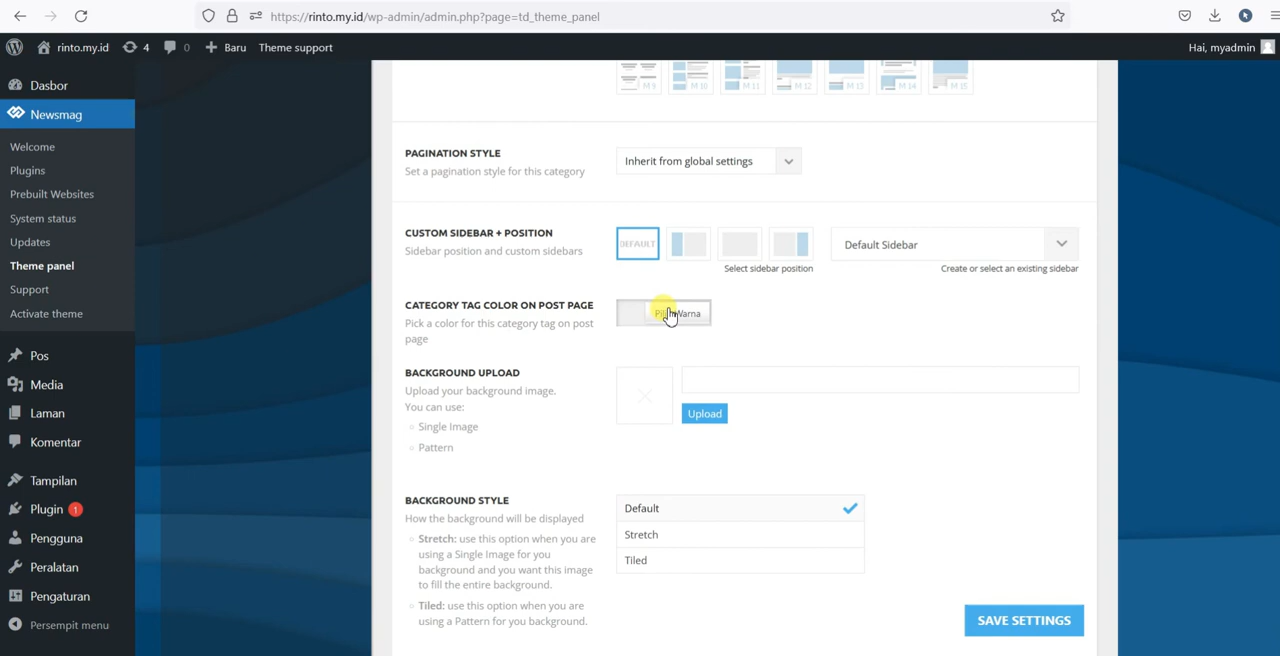 https://rinto.my.id/wp-admin/admin.php?page=td_theme_panel
rinto.my.id 4 0 Baru Theme support Hai, myadmin
Dasbor
Newsmag
Welcome
Plugins
Prebuilt Websites
System status
Updates
Theme panel
Support
Activate theme
Pos
Media
Laman
Komentar
Tampilan
Plugin 1
Pengguna
Peralatan
Pengaturan
Persempit menu
M 9 M 10 M 11 M 12 M 13 M 14 M 15
PAGINATION STYLE
Set a pagination style for this category
Inherit from global settings
CUSTOM SIDEBAR + POSITION
Sidebar position and custom sidebars
DEFAULT
Select sidebar position
Default Sidebar
Create or select an existing sidebar
CATEGORY TAG COLOR ON POST PAGE
Pick a color for this category tag on post
page
Warna
BACKGROUND UPLOAD
Upload your background image.
You can use:
Single Image
Pattern
Upload
BACKGROUND STYLE
How the background will be displayed
Stretch: use this option when you are
using a Single Image for you
background and you want this image
to fill the entire background.
Tiled: use this option when you are
using a Pattern for you background.
Default
Stretch
Tiled
SAVE SETTINGS